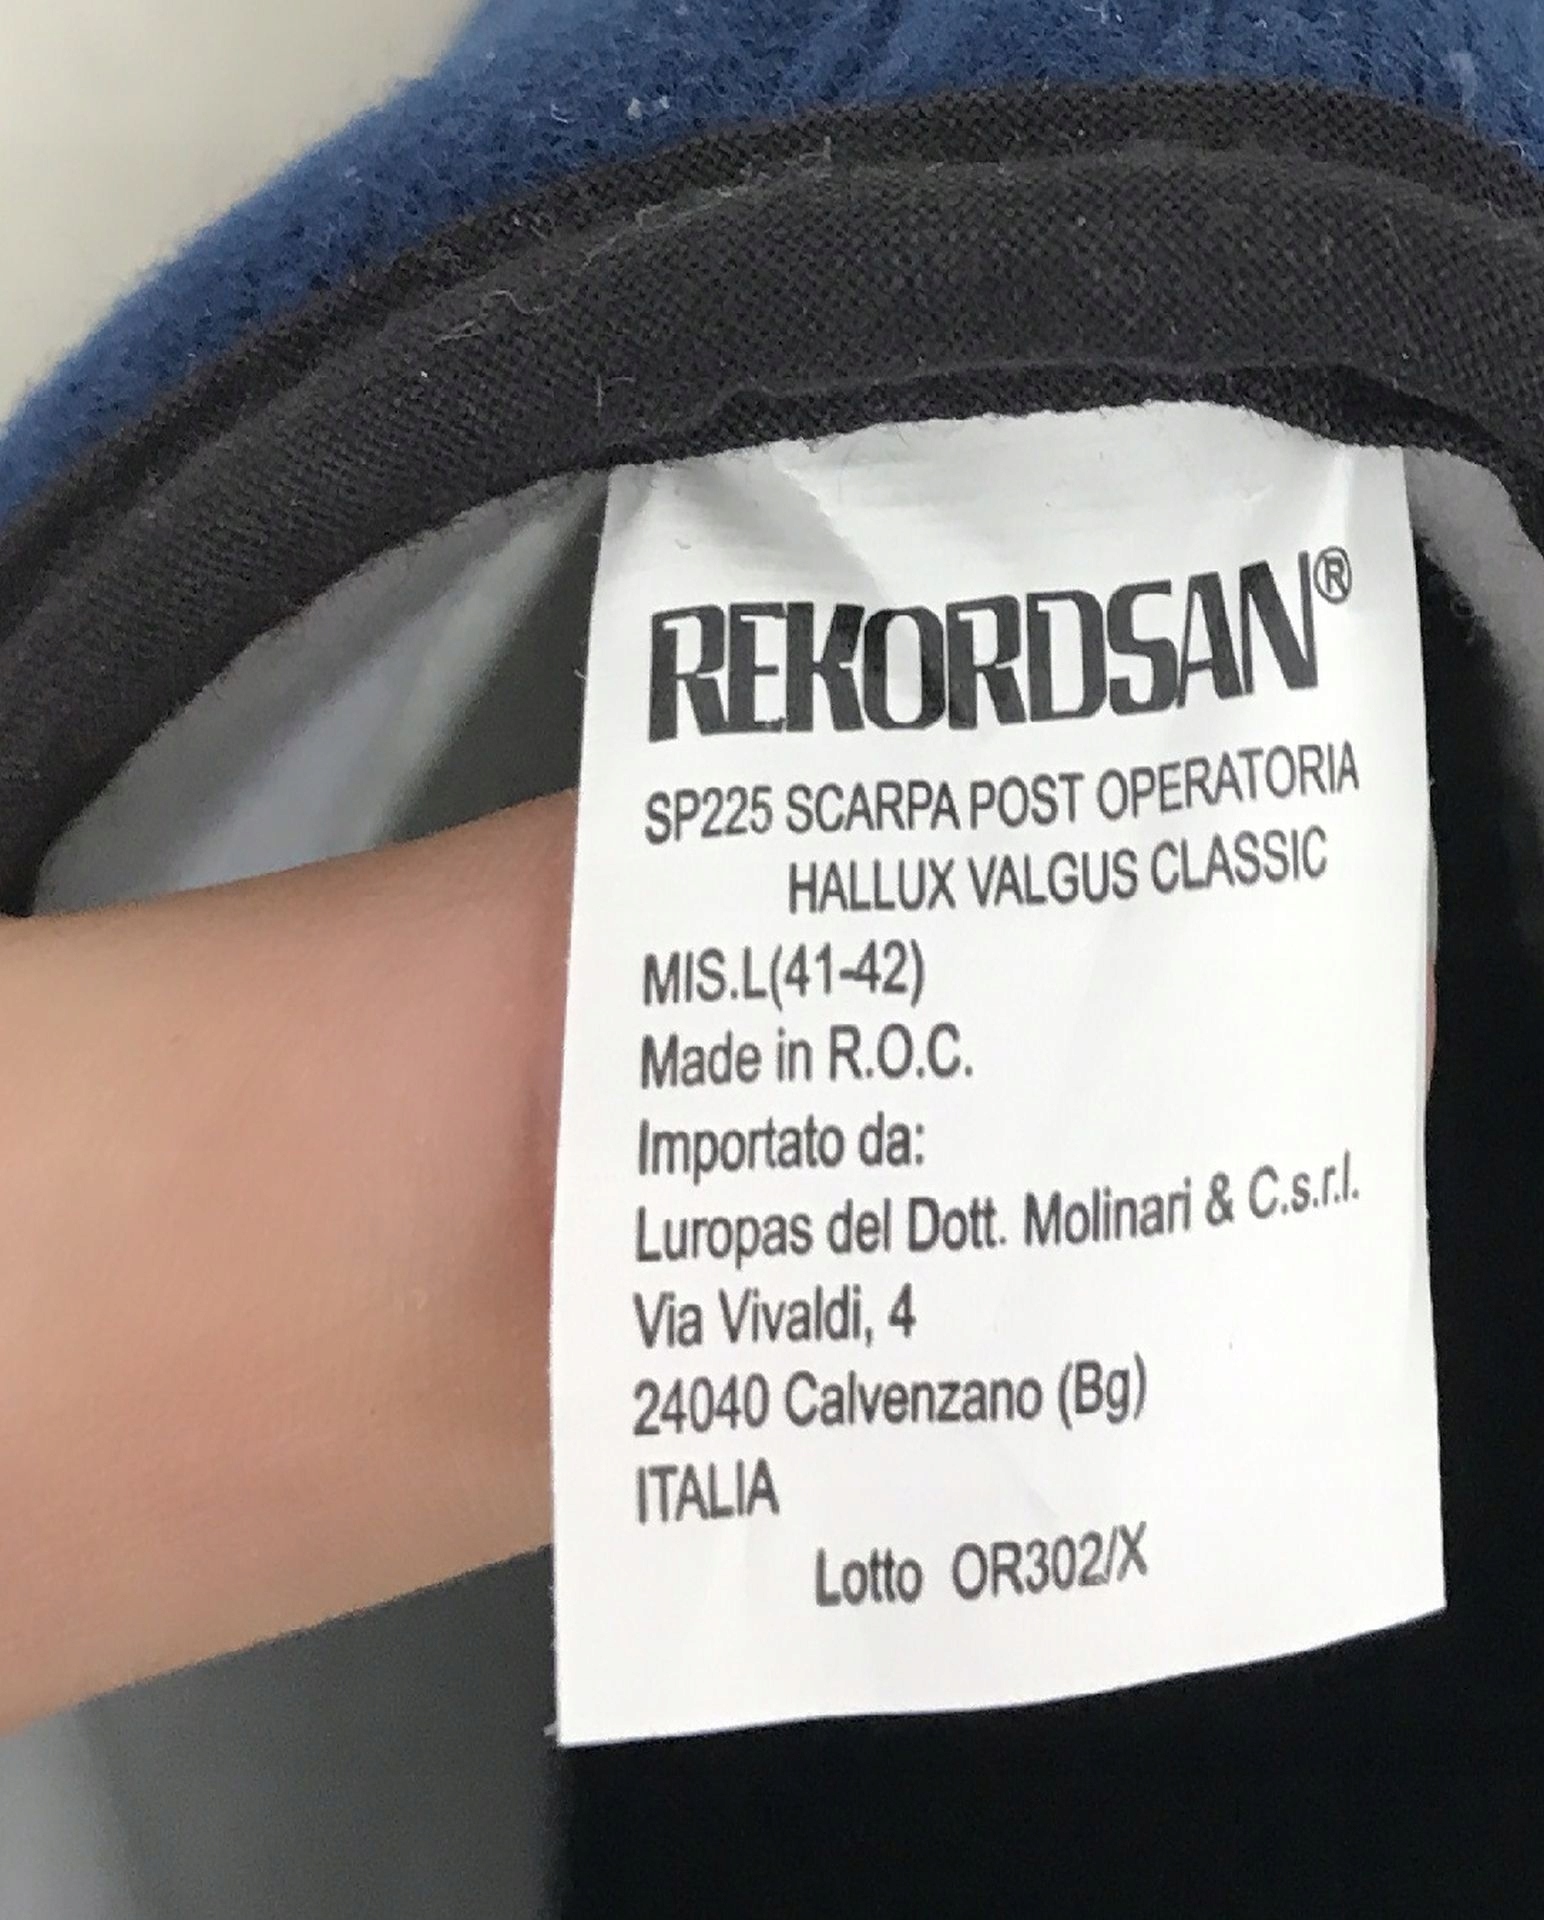 REKORDSAN®
SP225 SCARPA POST OPERATORIA
HALLUX VALGUS CLASSIC
MIS.L(41-42)
Made in R.O.C.
Importato da:
Luropas del Dott. Molinari & C.s.r.l.
Via Vivaldi, 4
24040 Calvenzano (Bg)
ITALIA
Lotto OR302/X